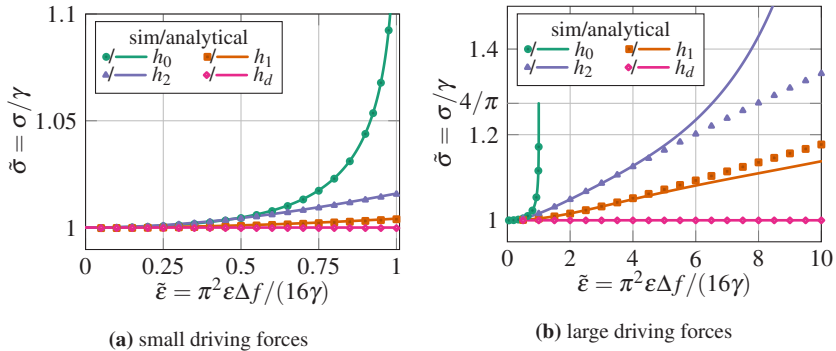 1.1
1.05
1
σ̃ = σ/γ
sim/analytical
h₀
h₁
h₂
h_d
0 0.25 0.5 0.75 1
ε̃ = π²εΔf/(16γ)
(a) small driving forces
1.4
4/π
1.2
1
σ̃ = σ/γ
sim/analytical
h₀
h₁
h₂
h_d
0 2 4 6 8 10
ε̃ = π²εΔf/(16γ)
(b) large driving forces